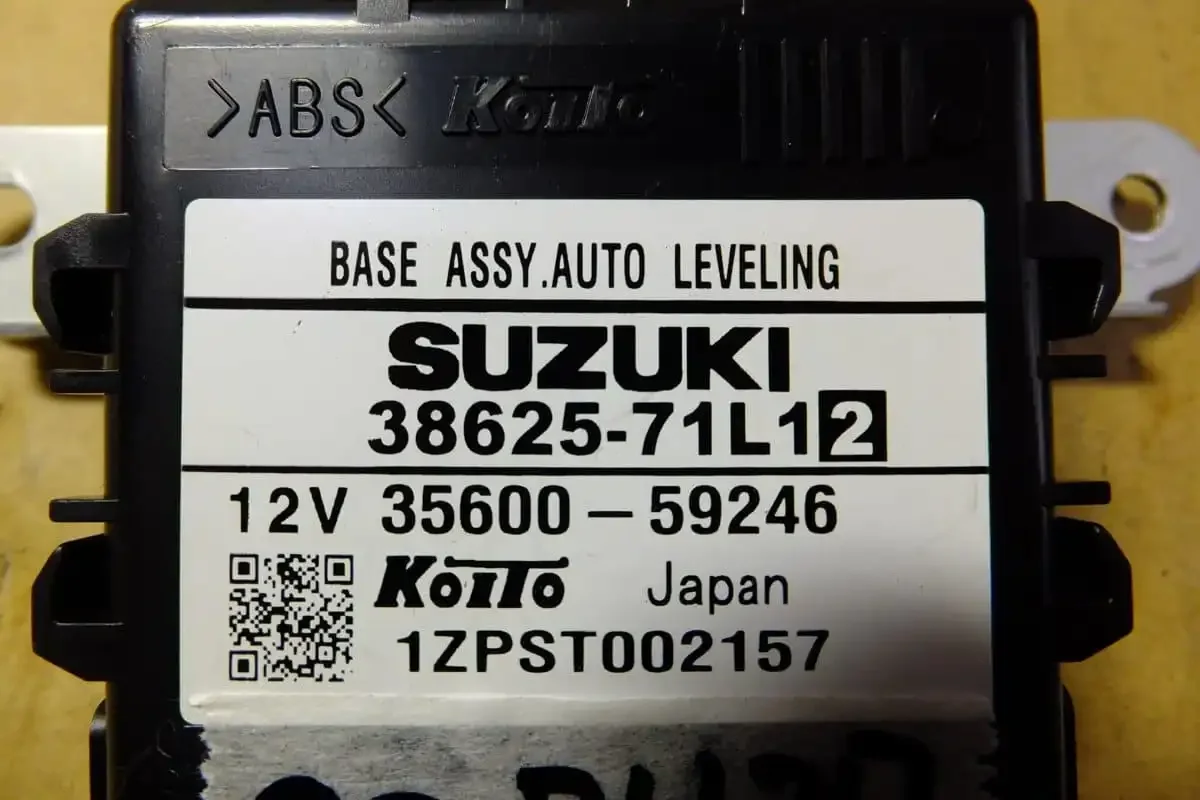 >ABS< KOITO
BASE ASSY.AUTO LEVELING
SUZUKI
38625-71L12
12V 35600-59246
KOITO Japan
1ZPST002157